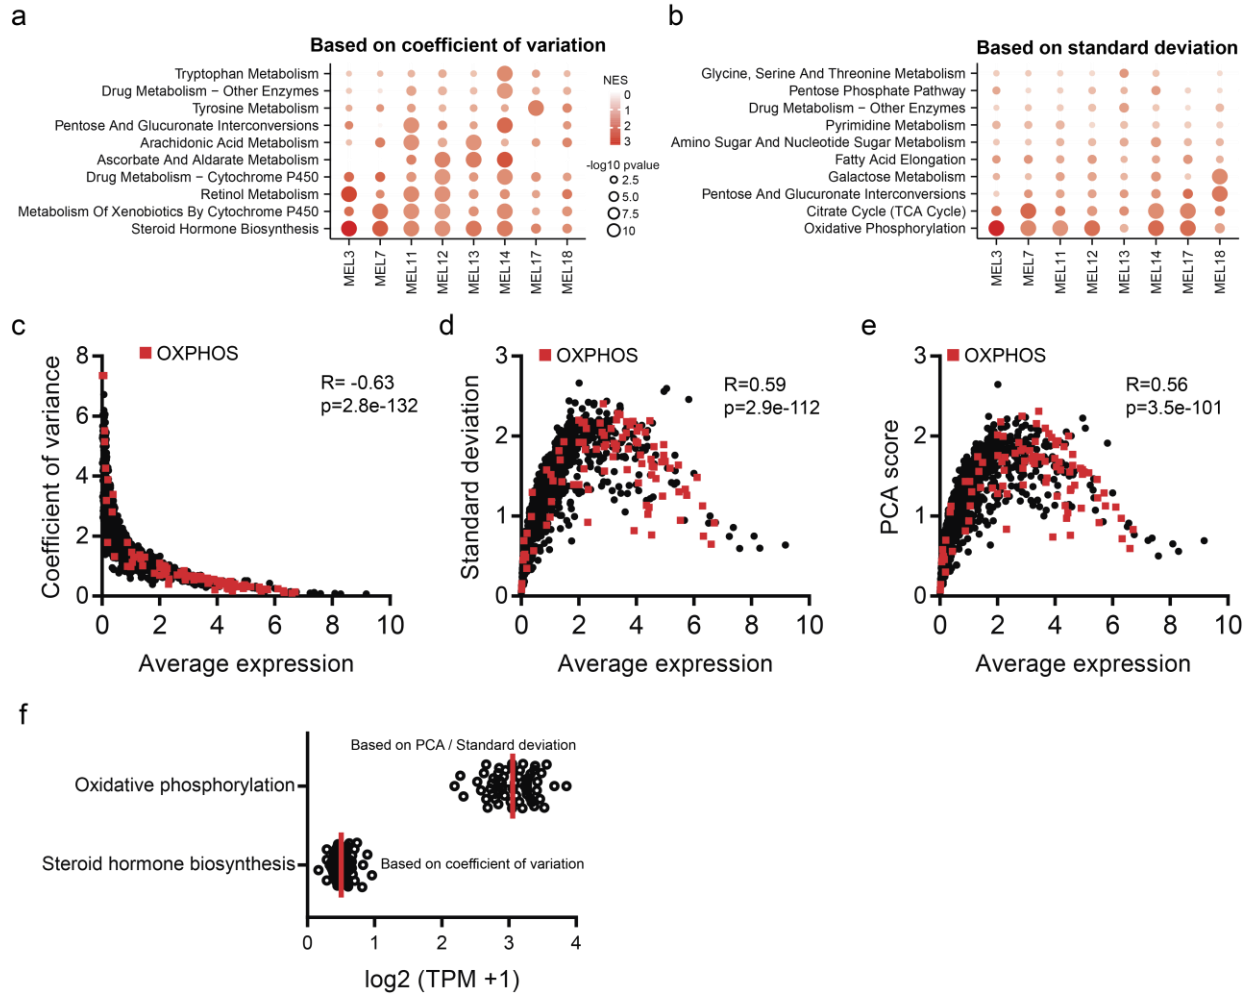 a
Based on coefficient of variation
Tryptophan Metabolism
Drug Metabolism − Other Enzymes
Tyrosine Metabolism
Pentose And Glucuronate Interconversions
Arachidonic Acid Metabolism
Ascorbate And Aldarate Metabolism
Drug Metabolism − Cytochrome P450
Retinol Metabolism
Metabolism Of Xenobiotics By Cytochrome P450
Steroid Hormone Biosynthesis
MEL3
MEL7
MEL11
MEL12
MEL13
MEL14
MEL17
MEL18
NES
0
1
2
3
-log10 pvalue
2.5
5.0
7.5
10
b
Based on standard deviation
Glycine, Serine And Threonine Metabolism
Pentose Phosphate Pathway
Drug Metabolism − Other Enzymes
Pyrimidine Metabolism
Amino Sugar And Nucleotide Sugar Metabolism
Fatty Acid Elongation
Galactose Metabolism
Pentose And Glucuronate Interconversions
Citrate Cycle (TCA Cycle)
Oxidative Phosphorylation
MEL3
MEL7
MEL11
MEL12
MEL13
MEL14
MEL17
MEL18
c
OXPHOS
R= -0.63
p=2.8e-132
Coefficient of variance
8
6
4
2
0
0 2 4 6 8 10
Average expression
d
OXPHOS
R=0.59
p=2.9e-112
Standard deviation
3
2
1
0
0 2 4 6 8 10
Average expression
e
OXPHOS
R=0.56
p=3.5e-101
PCA score
3
2
1
0
0 2 4 6 8 10
Average expression
f
Based on PCA / Standard deviation
Oxidative phosphorylation
Steroid hormone biosynthesis
Based on coefficient of variation
0 1 2 3 4
log2 (TPM +1)